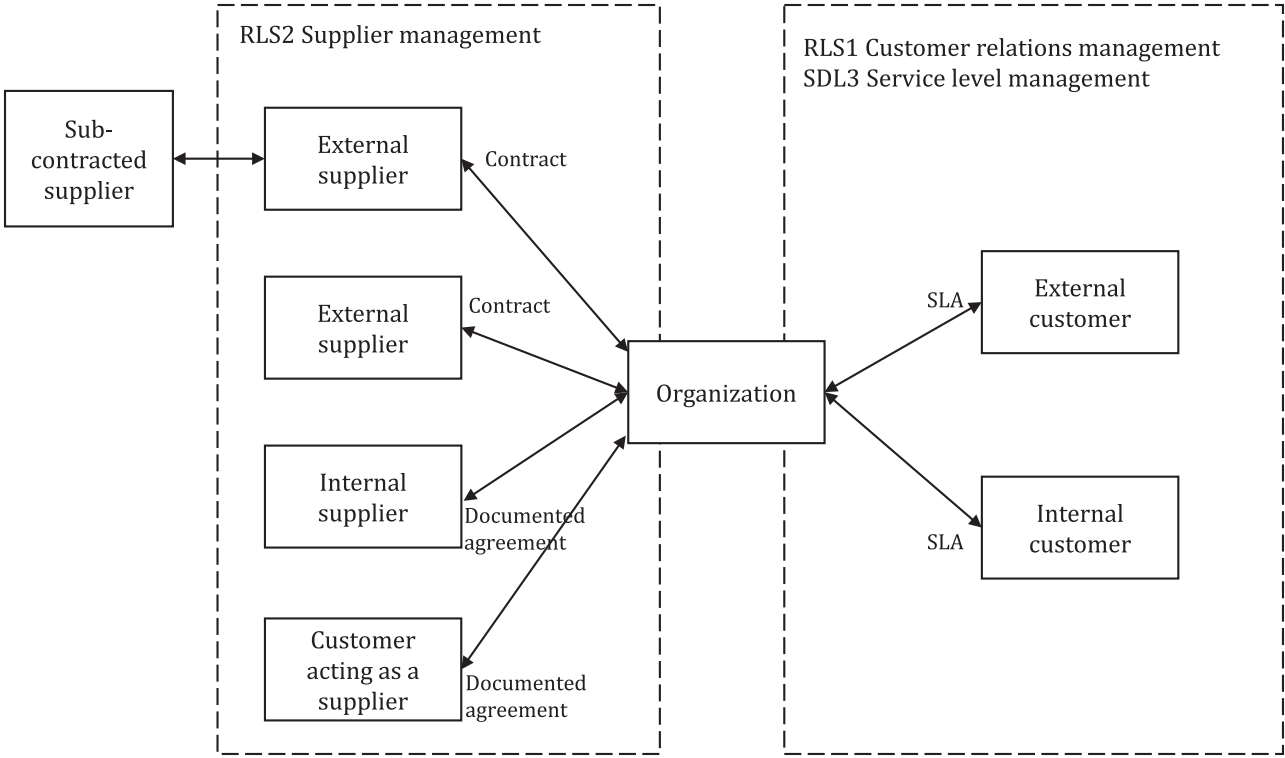 RLS2 Supplier management
RLS1 Customer relations management
SDL3 Service level management
Sub-
contracted
supplier
External
supplier
Contract
External
supplier
Contract
Internal
supplier
Documented
agreement
Customer
acting as a
supplier
Documented
agreement
Organization
SLA
External
customer
SLA
Internal
customer